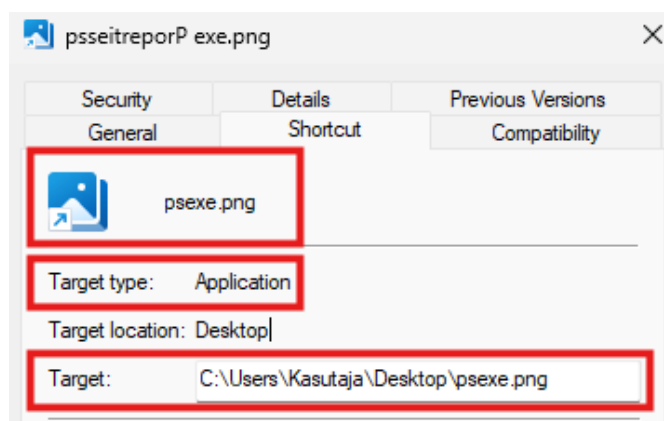 psseitreporP exe.png
Security Details Previous Versions
General Shortcut Compatibility
psexe.png
Target type: Application
Target location: Desktop
Target: C:\Users\Kasutaja\Desktop\psexe.png